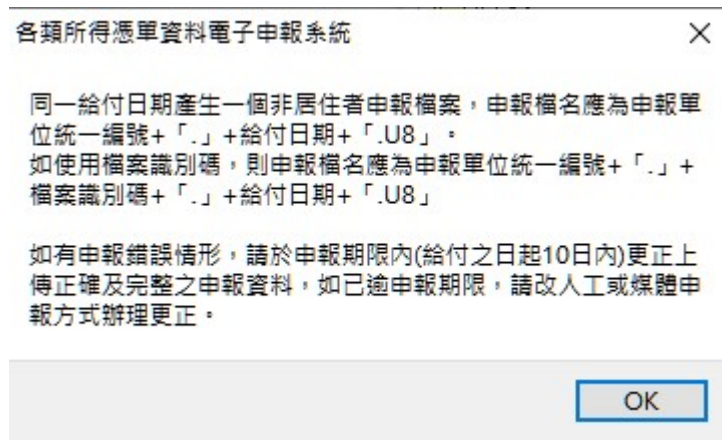 各類所得憑單資料電子申報系統
同一給付日期產生一個非居住者申報檔案，申報檔名應為申報單
位統一編號+「.」+給付日期+「.U8」。
如使用檔案識別碼，則申報檔名應為申報單位統一編號+「.」+
檔案識別碼+「.」+給付日期+「.U8」
如有申報錯誤情形，請於申報期限內(給付之日起10日內)更正上
傳正確及完整之申報資料，如已逾申報期限，請改人工或媒體申
報方式辦理更正。
OK